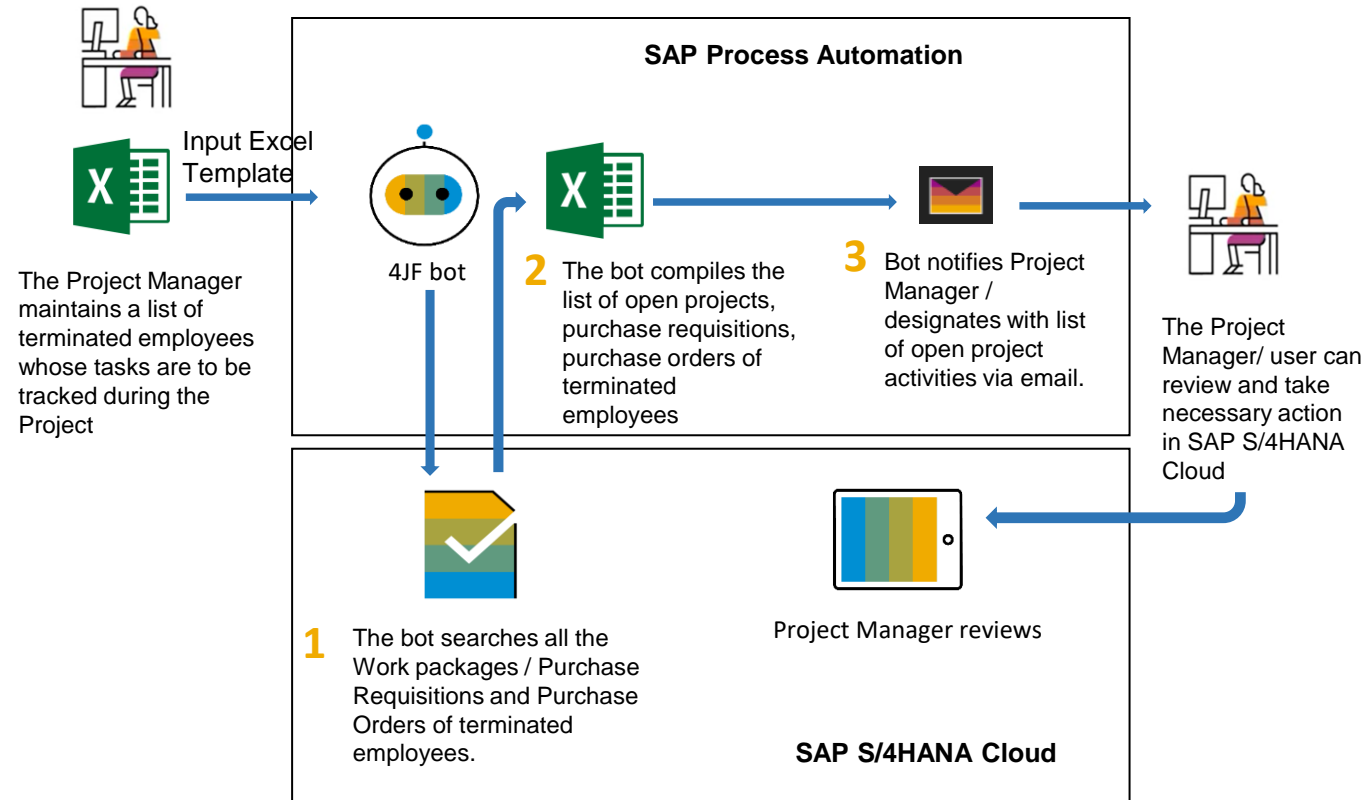 SAP Process Automation
Input Excel
Template
X
X
4JF bot
The Project Manager
maintains a list of
terminated employees
whose tasks are to be
tracked during the
Project
2
The bot compiles the
list of open projects,
purchase requisitions,
purchase orders of
terminated
employees
3
Bot notifies Project
Manager /
designates with list
of open project
activities via email.
The Project
Manager/ user can
review and take
necessary action
in SAP S/4HANA
Cloud
1
The bot searches all the
Work packages / Purchase
Requisitions and Purchase
Orders of terminated
employees.
Project Manager reviews
SAP S/4HANA Cloud